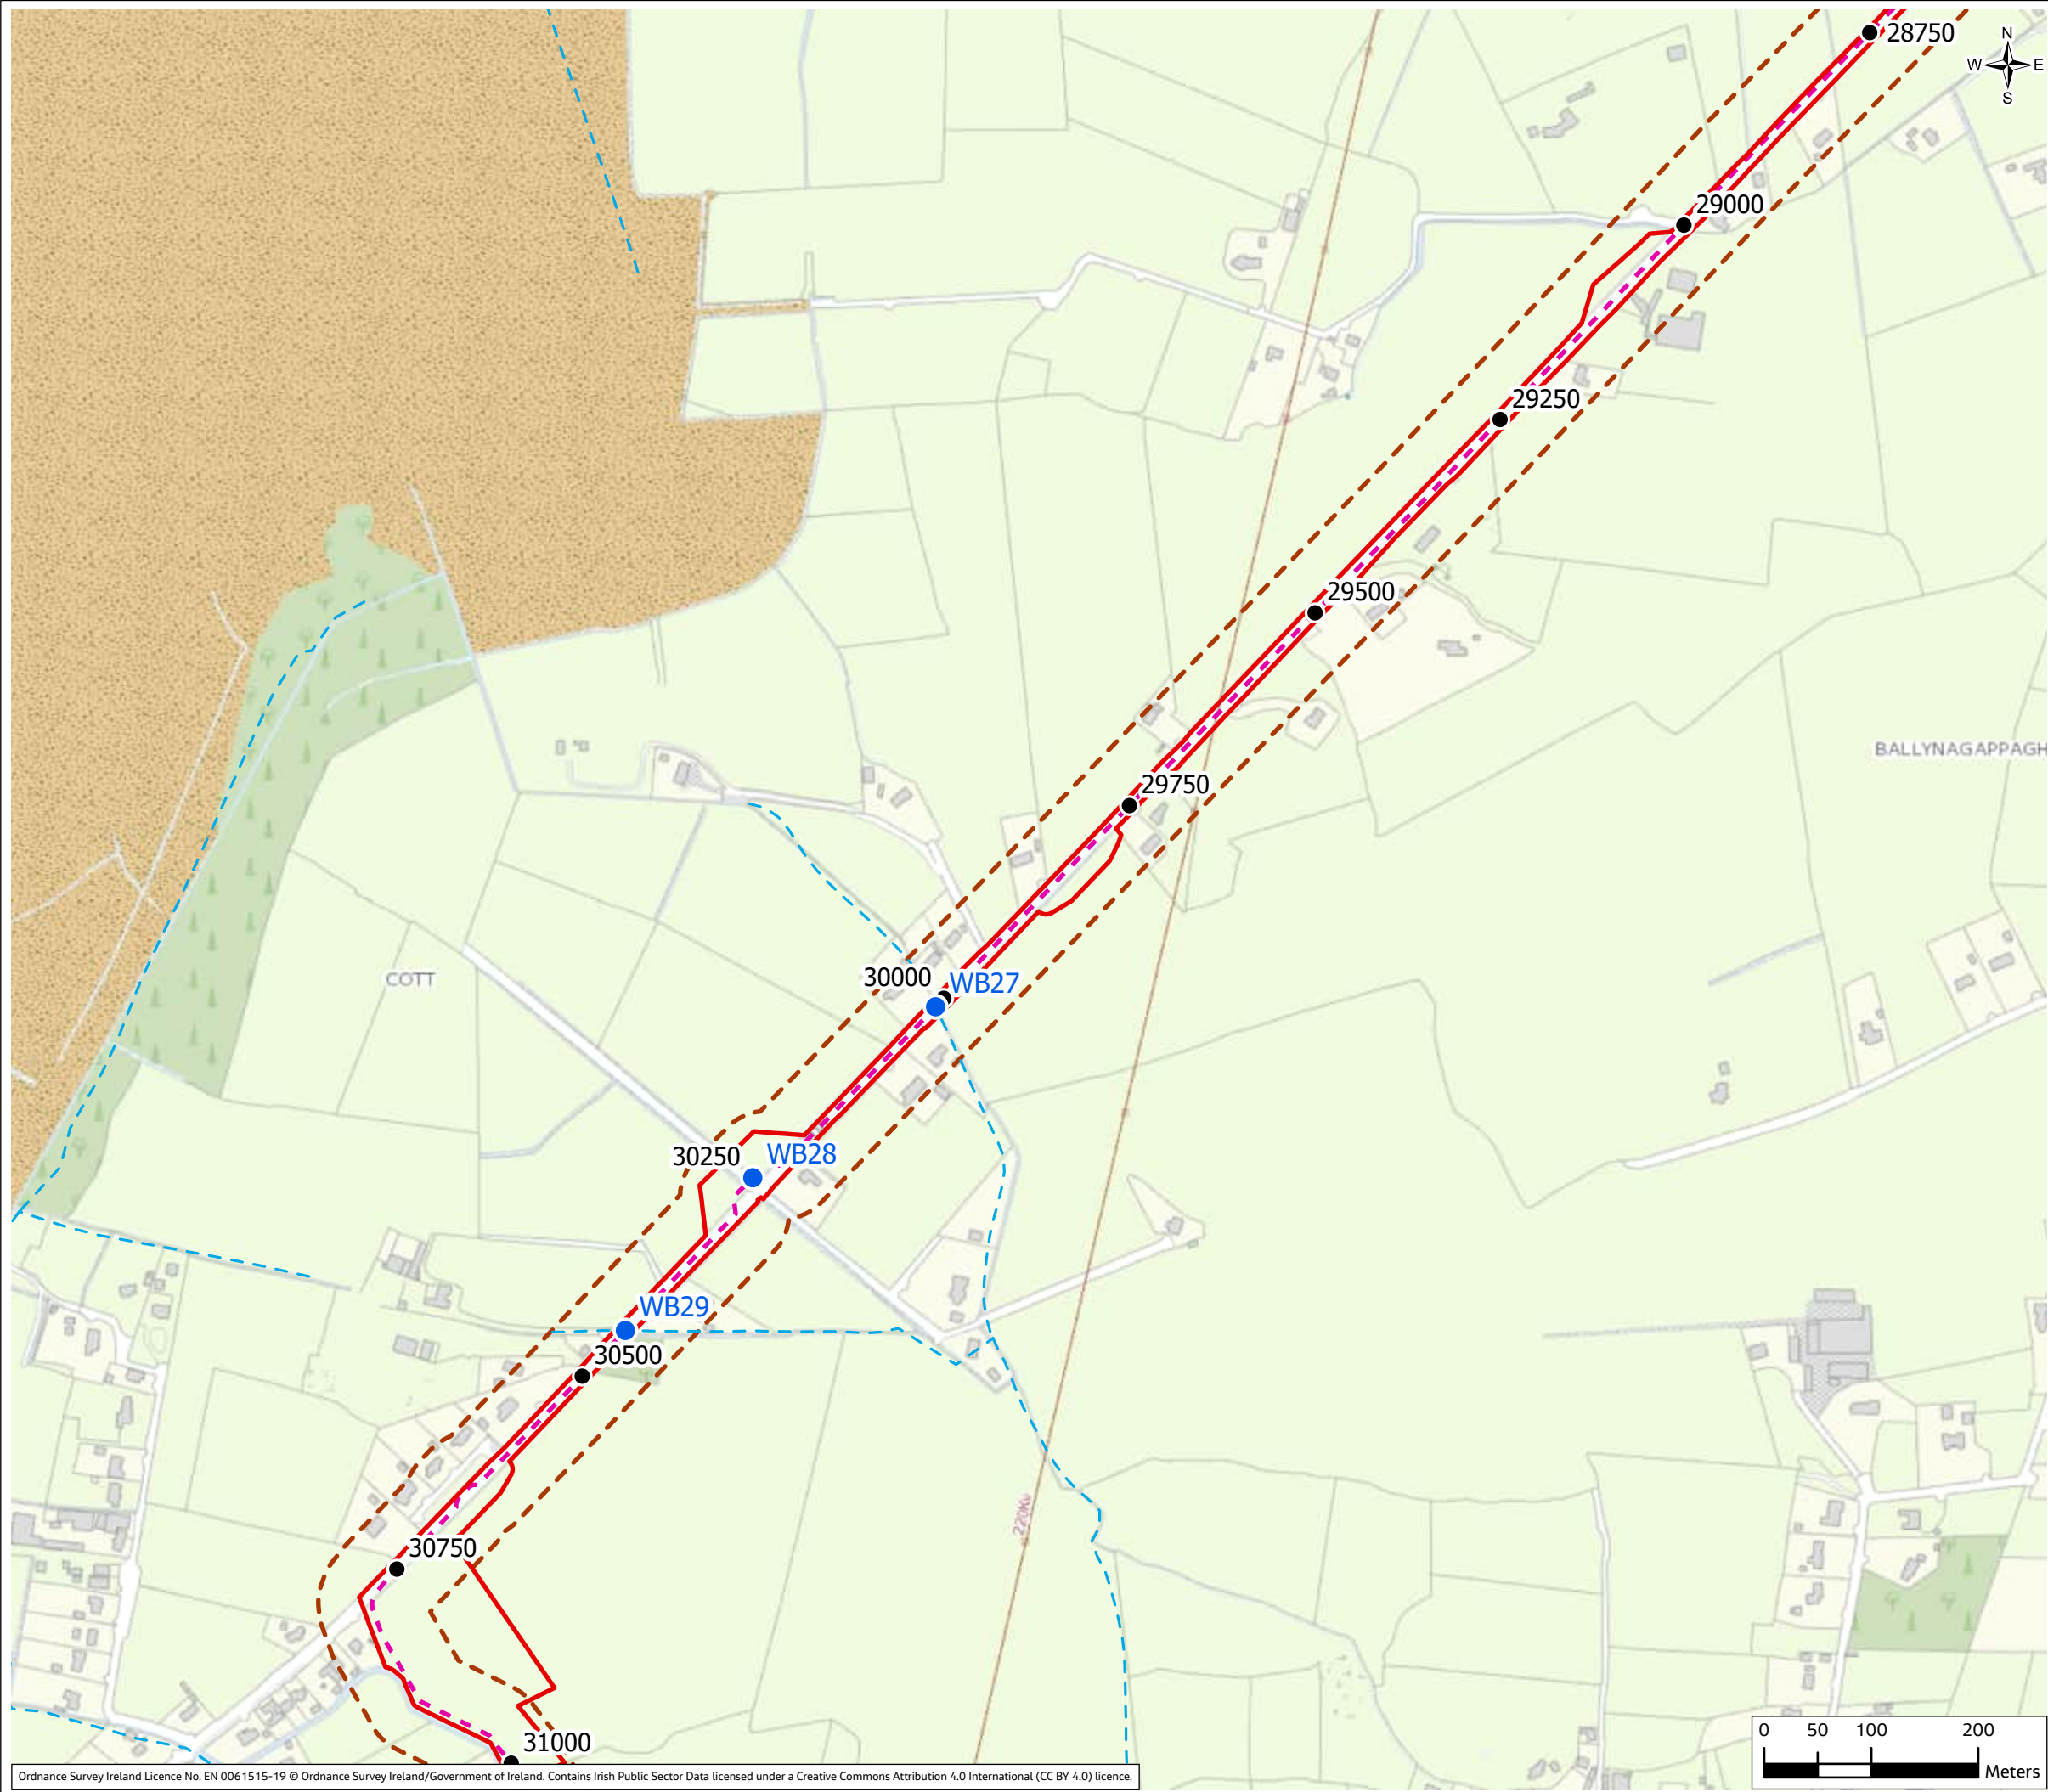 28750
N
W E
S
29000
29250
29500
BALLYNAGAPPAGH
29750
COTT
30000
WB27
30250
WB28
WB29
30500
220Kv
30750
31000
0 50 100 200
Meters
Ordnance Survey Ireland Licence No. EN 0061515-19 © Ordnance Survey Ireland/Government of Ireland. Contains Irish Public Sector Data licensed under a Creative Commons Attribution 4.0 International (CC BY 4.0) licence.